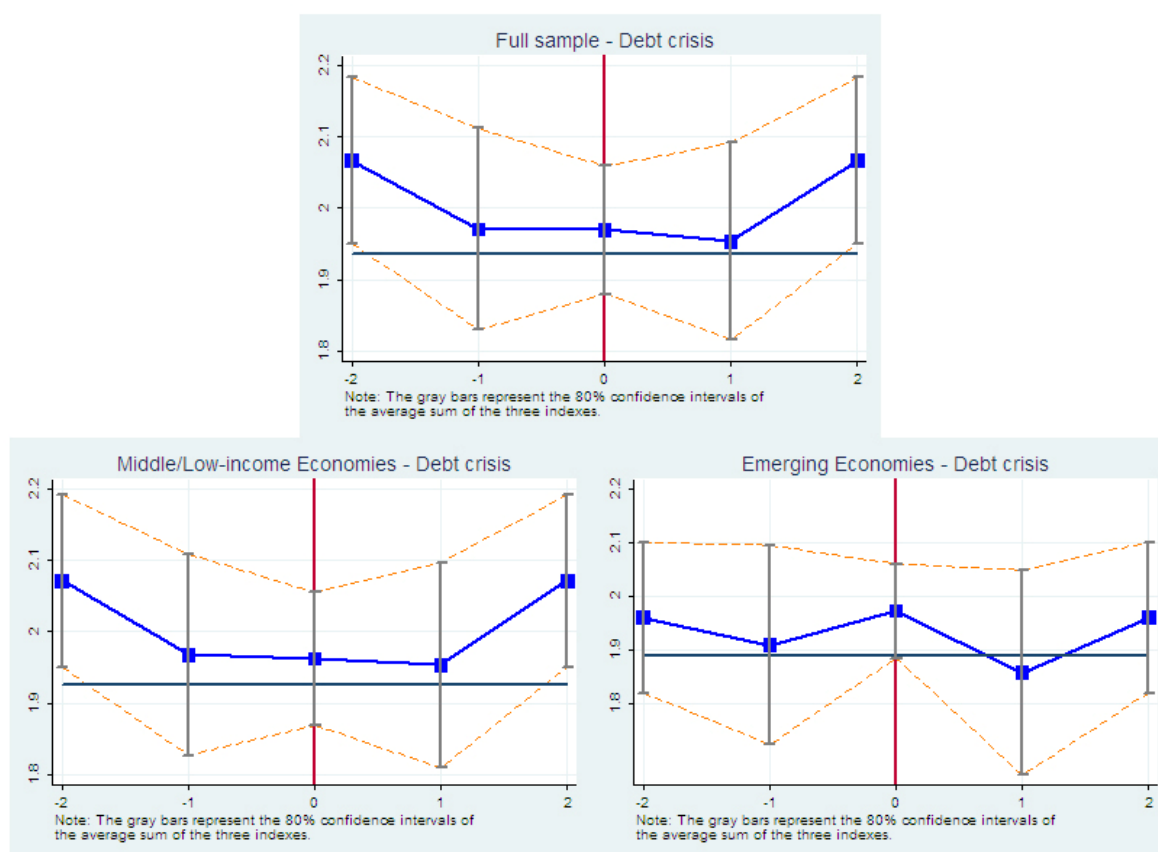 Full sample - Debt crisis
2.2
2.1
2
1.9
1.8
-2 -1 0 1 2
Note: The gray bars represent the 80% confidence intervals of
the average sum of the three indexes.
Middle/Low-income Economies - Debt crisis
2.2
2.1
2
1.9
1.8
-2 -1 0 1 2
Note: The gray bars represent the 80% confidence intervals of
the average sum of the three indexes.
Emerging Economies - Debt crisis
2.2
2.1
2
1.9
1.8
-2 -1 0 1 2
Note: The gray bars represent the 80% confidence intervals of
the average sum of the three indexes.